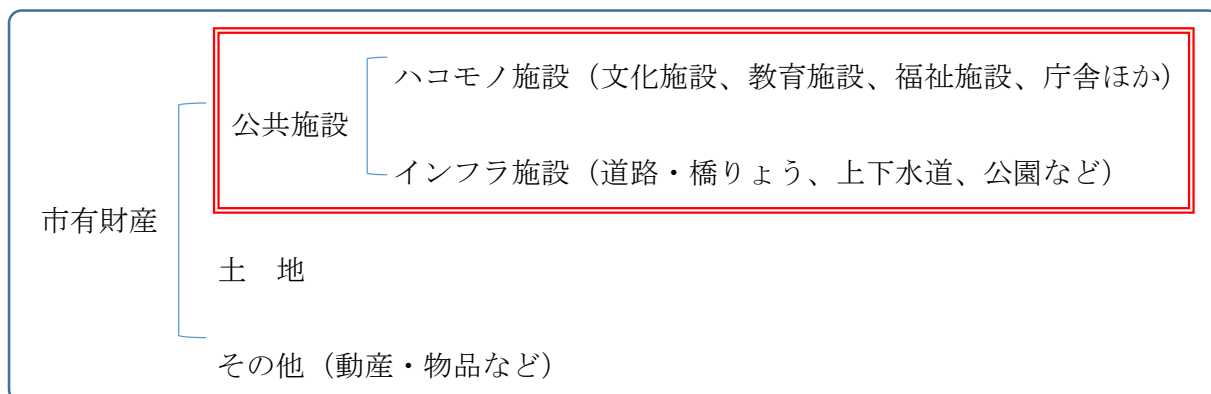 ハコモノ施設（文化施設、教育施設、福祉施設、庁舎ほか）
公共施設
インフラ施設（道路・橋りょう、上下水道、公園など）
市有財産
土　地
その他（動産・物品など）